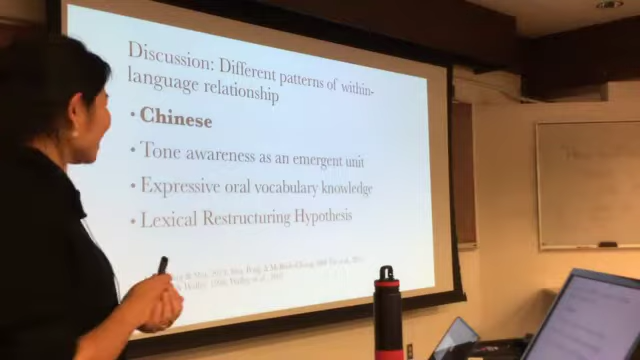 Discussion: Different patterns of within-
language relationship
• Chinese
• Tone awareness as an emergent unit
• Expressive oral vocabulary knowledge
• Lexical Restructuring Hypothesis